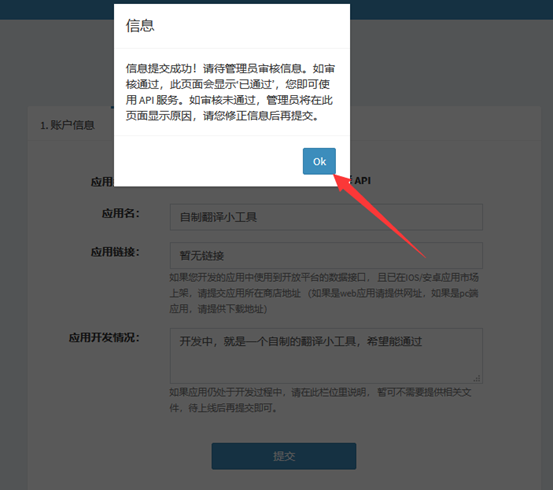 信息
信息提交成功！请待管理员审核信息。如审
核通过，此页面会显示‘已通过’，您即可使
用 API 服务。如审核未通过，管理员将在此
页面显示原因，请您修正信息后再提交。
Ok
1. 账户信息
应用
API
应用名：
自制翻译小工具
应用链接：
暂无链接
如果您开发的应用中使用到开放平台的数据接口， 且已在IOS/安卓应用市场
上架，请提交应用所在商店地址 （如果是web应用请提供网址，如果是pc端
应用，请提供下载地址）
应用开发情况：
开发中，就是一个自制的翻译小工具，希望能通过
如果应用仍处于开发过程中，请在此栏位里说明， 暂可不需要提供相关文
件，待上线后再提交即可。
提交